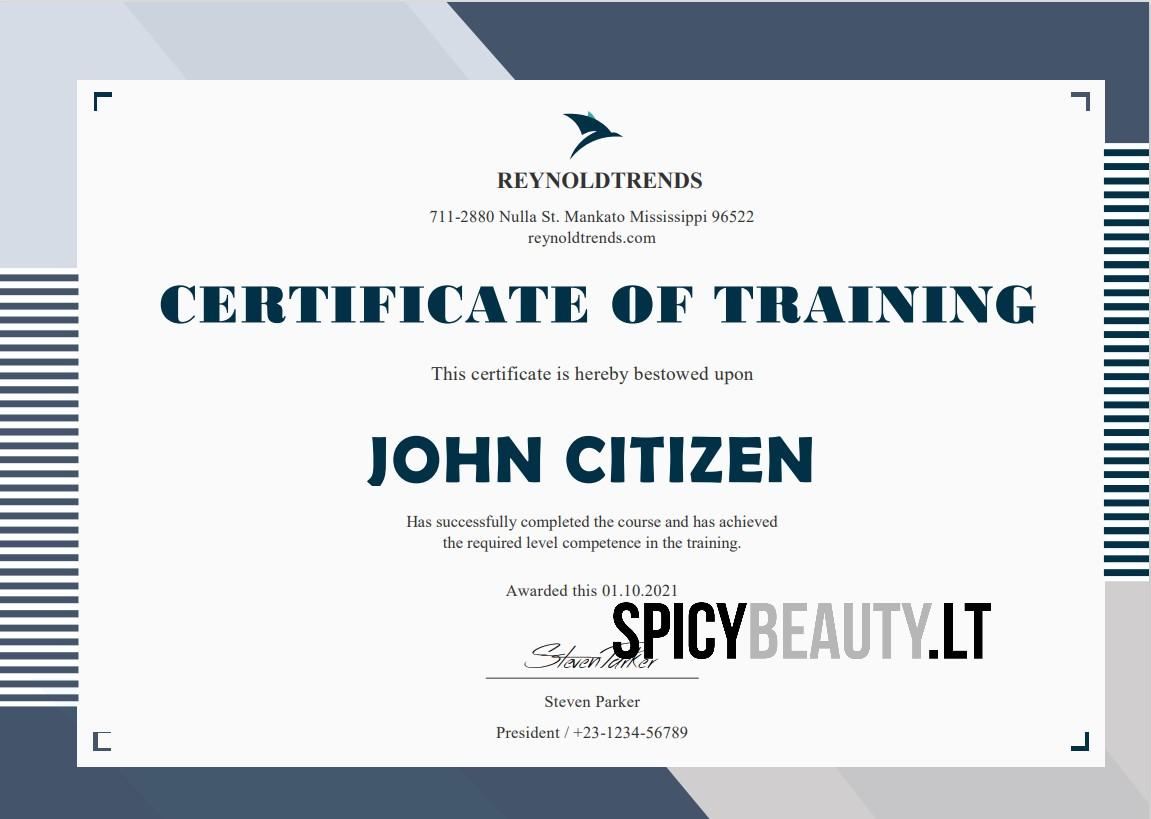 REYNOLDTRENDS
711-2880 Nulla St. Mankato Mississippi 96522
reynoldtrends.com
CERTIFICATE OF TRAINING
This certificate is hereby bestowed upon
JOHN CITIZEN
Has successfully completed the course and has achieved
the required level competence in the training.
Awarded this 01.10.2021
SPICYBEAUTY.LT
Steven Parker
Steven Parker
President / +23-1234-56789